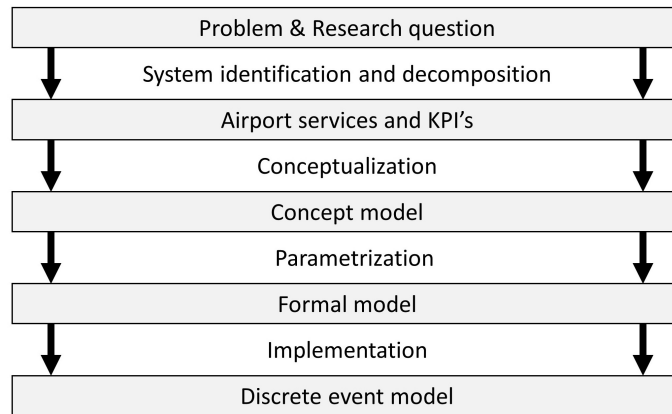 Problem & Research question
System identification and decomposition
Airport services and KPI's
Conceptualization
Concept model
Parametrization
Formal model
Implementation
Discrete event model